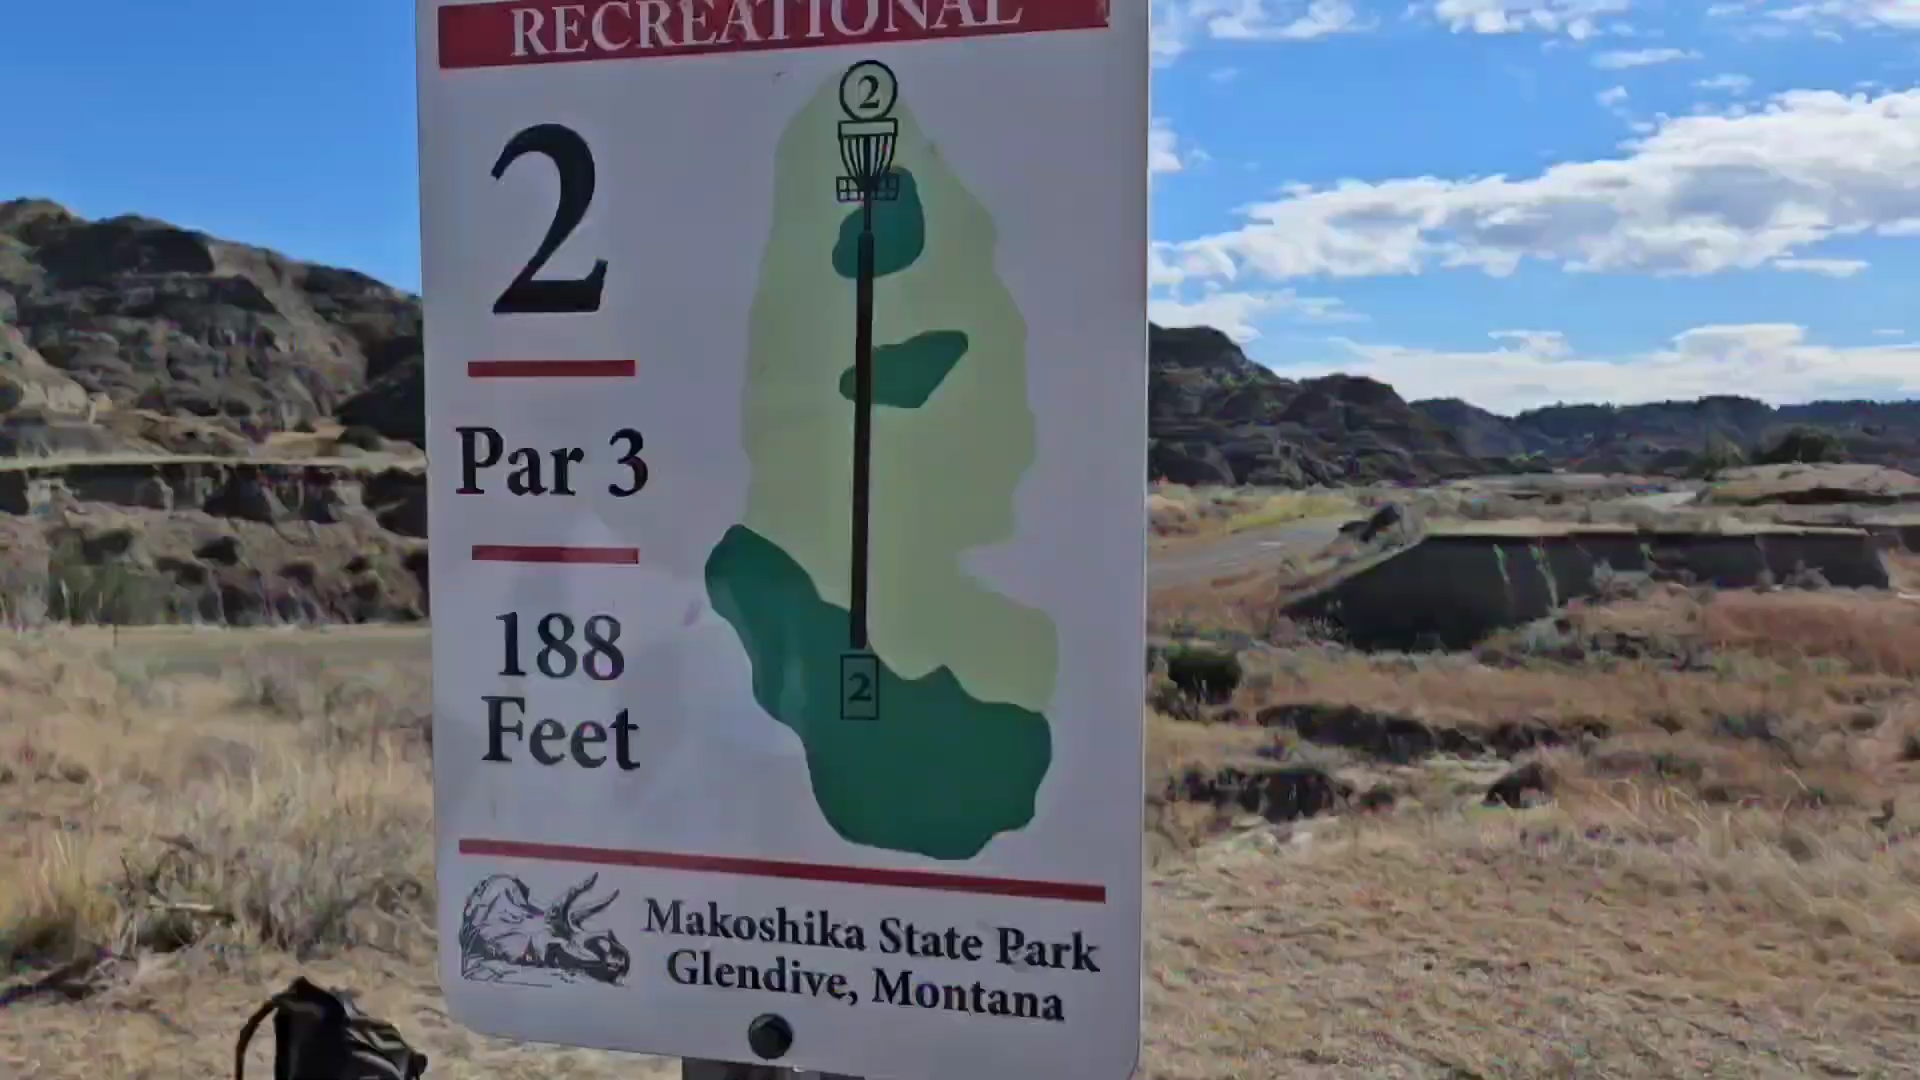 RECREATIONAL
2
2
Par 3
188
Feet
2
Makoshika State Park
Glendive, Montana